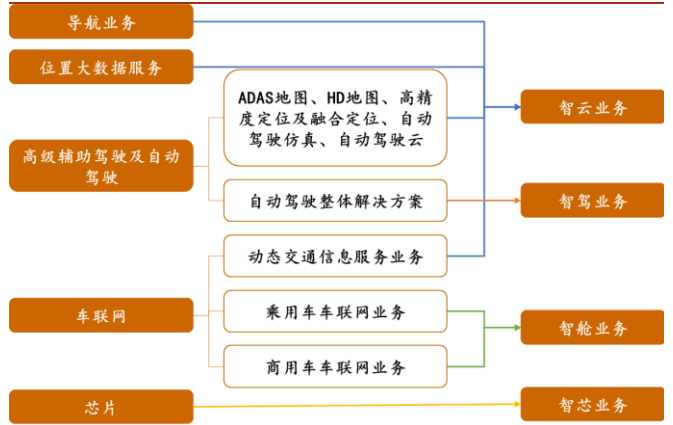 导航业务
位置大数据服务
高级辅助驾驶及自动
驾驶
ADAS地图、HD地图、高精
度定位及融合定位、自动
驾驶仿真、自动驾驶云
自动驾驶整体解决方案
车联网
动态交通信息服务业务
乘用车车联网业务
商用车车联网业务
芯片
智云业务
智驾业务
智舱业务
智芯业务